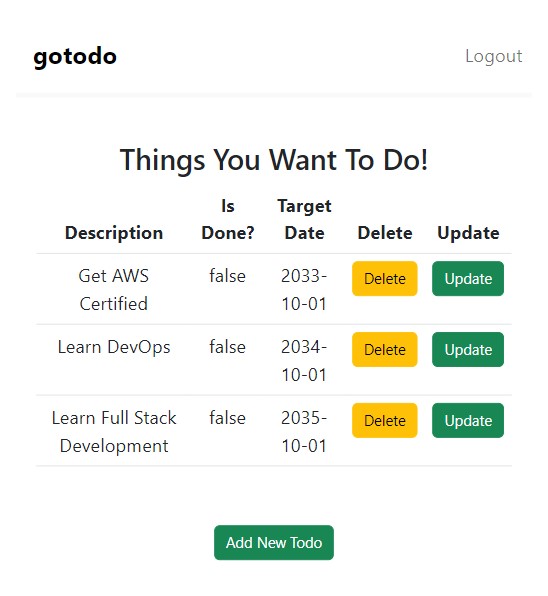 gotodo Logout
Things You Want To Do!
Is Target
Description Done? Date Delete Update
Get AWS false 2033- Delete Update
Certified 10-01
Learn DevOps false 2034- Delete Update
10-01
Learn Full Stack false 2035- Delete Update
Development 10-01
Add New Todo